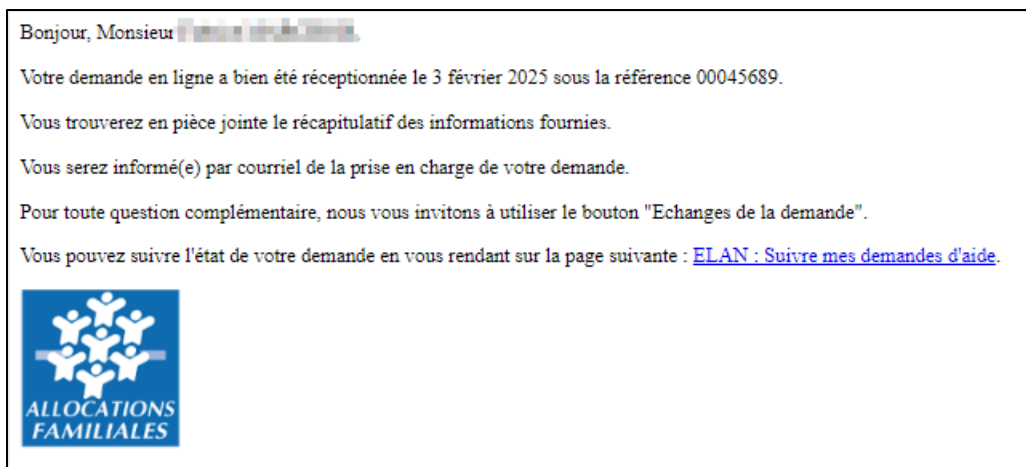 Bonjour, Monsieur
Votre demande en ligne a bien été réceptionnée le 3 février 2025 sous la référence 00045689.
Vous trouverez en pièce jointe le récapitulatif des informations fournies.
Vous serez informé(e) par courriel de la prise en charge de votre demande.
Pour toute question complémentaire, nous vous invitons à utiliser le bouton "Echanges de la demande".
Vous pouvez suivre l'état de votre demande en vous rendant sur la page suivante : ELAN : Suivre mes demandes d'aide.
ALLOCATIONS
FAMILIALES